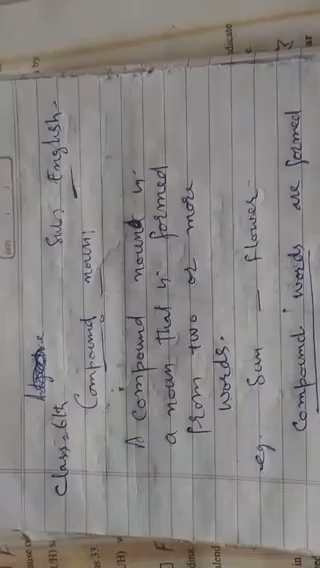 Class = 6th Sub: English.
Compound noun:
A compound noun is
a noun that is formed
from two or more
words.
eg. Sun - flower -
Compound words are formed